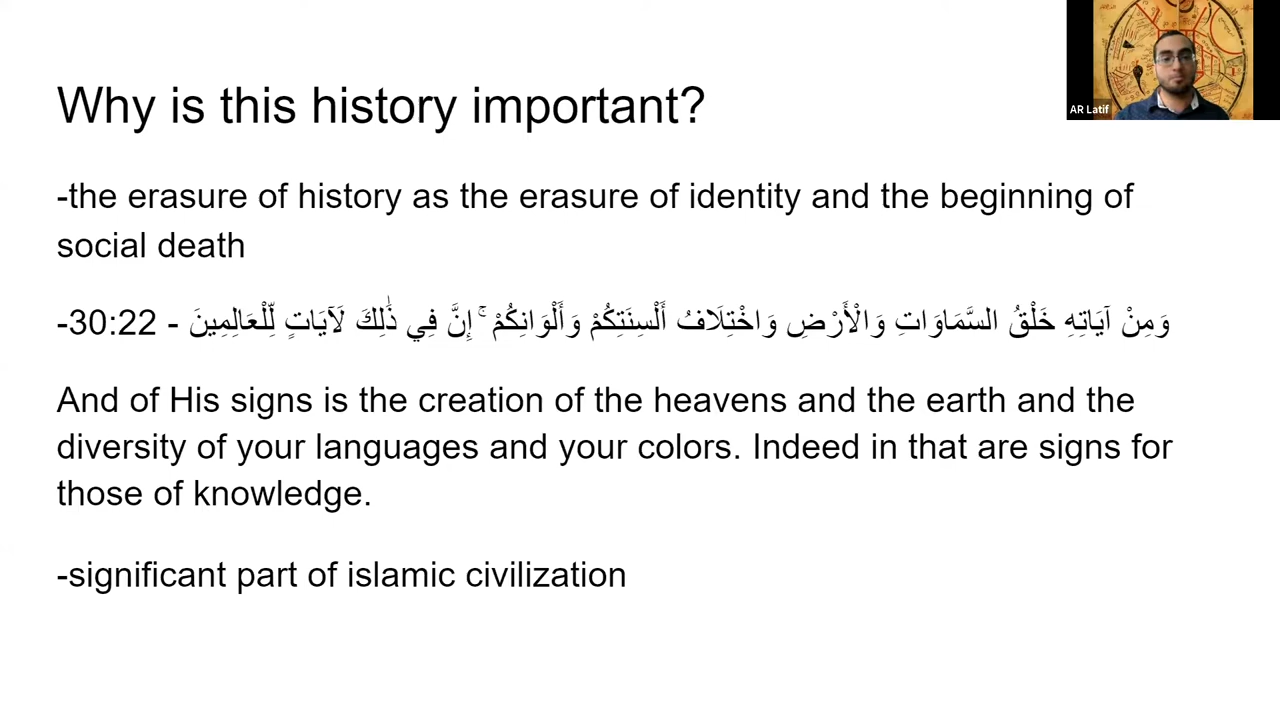 Why is this history important?
AR Latif
-the erasure of history as the erasure of identity and the beginning of
social death
-30:22 - وَمِنْ آيَاتِهِ خَلْقُ السَّمَاوَاتِ وَالْأَرْضِ وَاخْتِلَافُ أَلْسِنَتِكُمْ وَأَلْوَانِكُمْ ۚ إِنَّ فِي ذَٰلِكَ لَآيَاتٍ لِّلْعَالِمِينَ
And of His signs is the creation of the heavens and the earth and the
diversity of your languages and your colors. Indeed in that are signs for
those of knowledge.
-significant part of islamic civilization